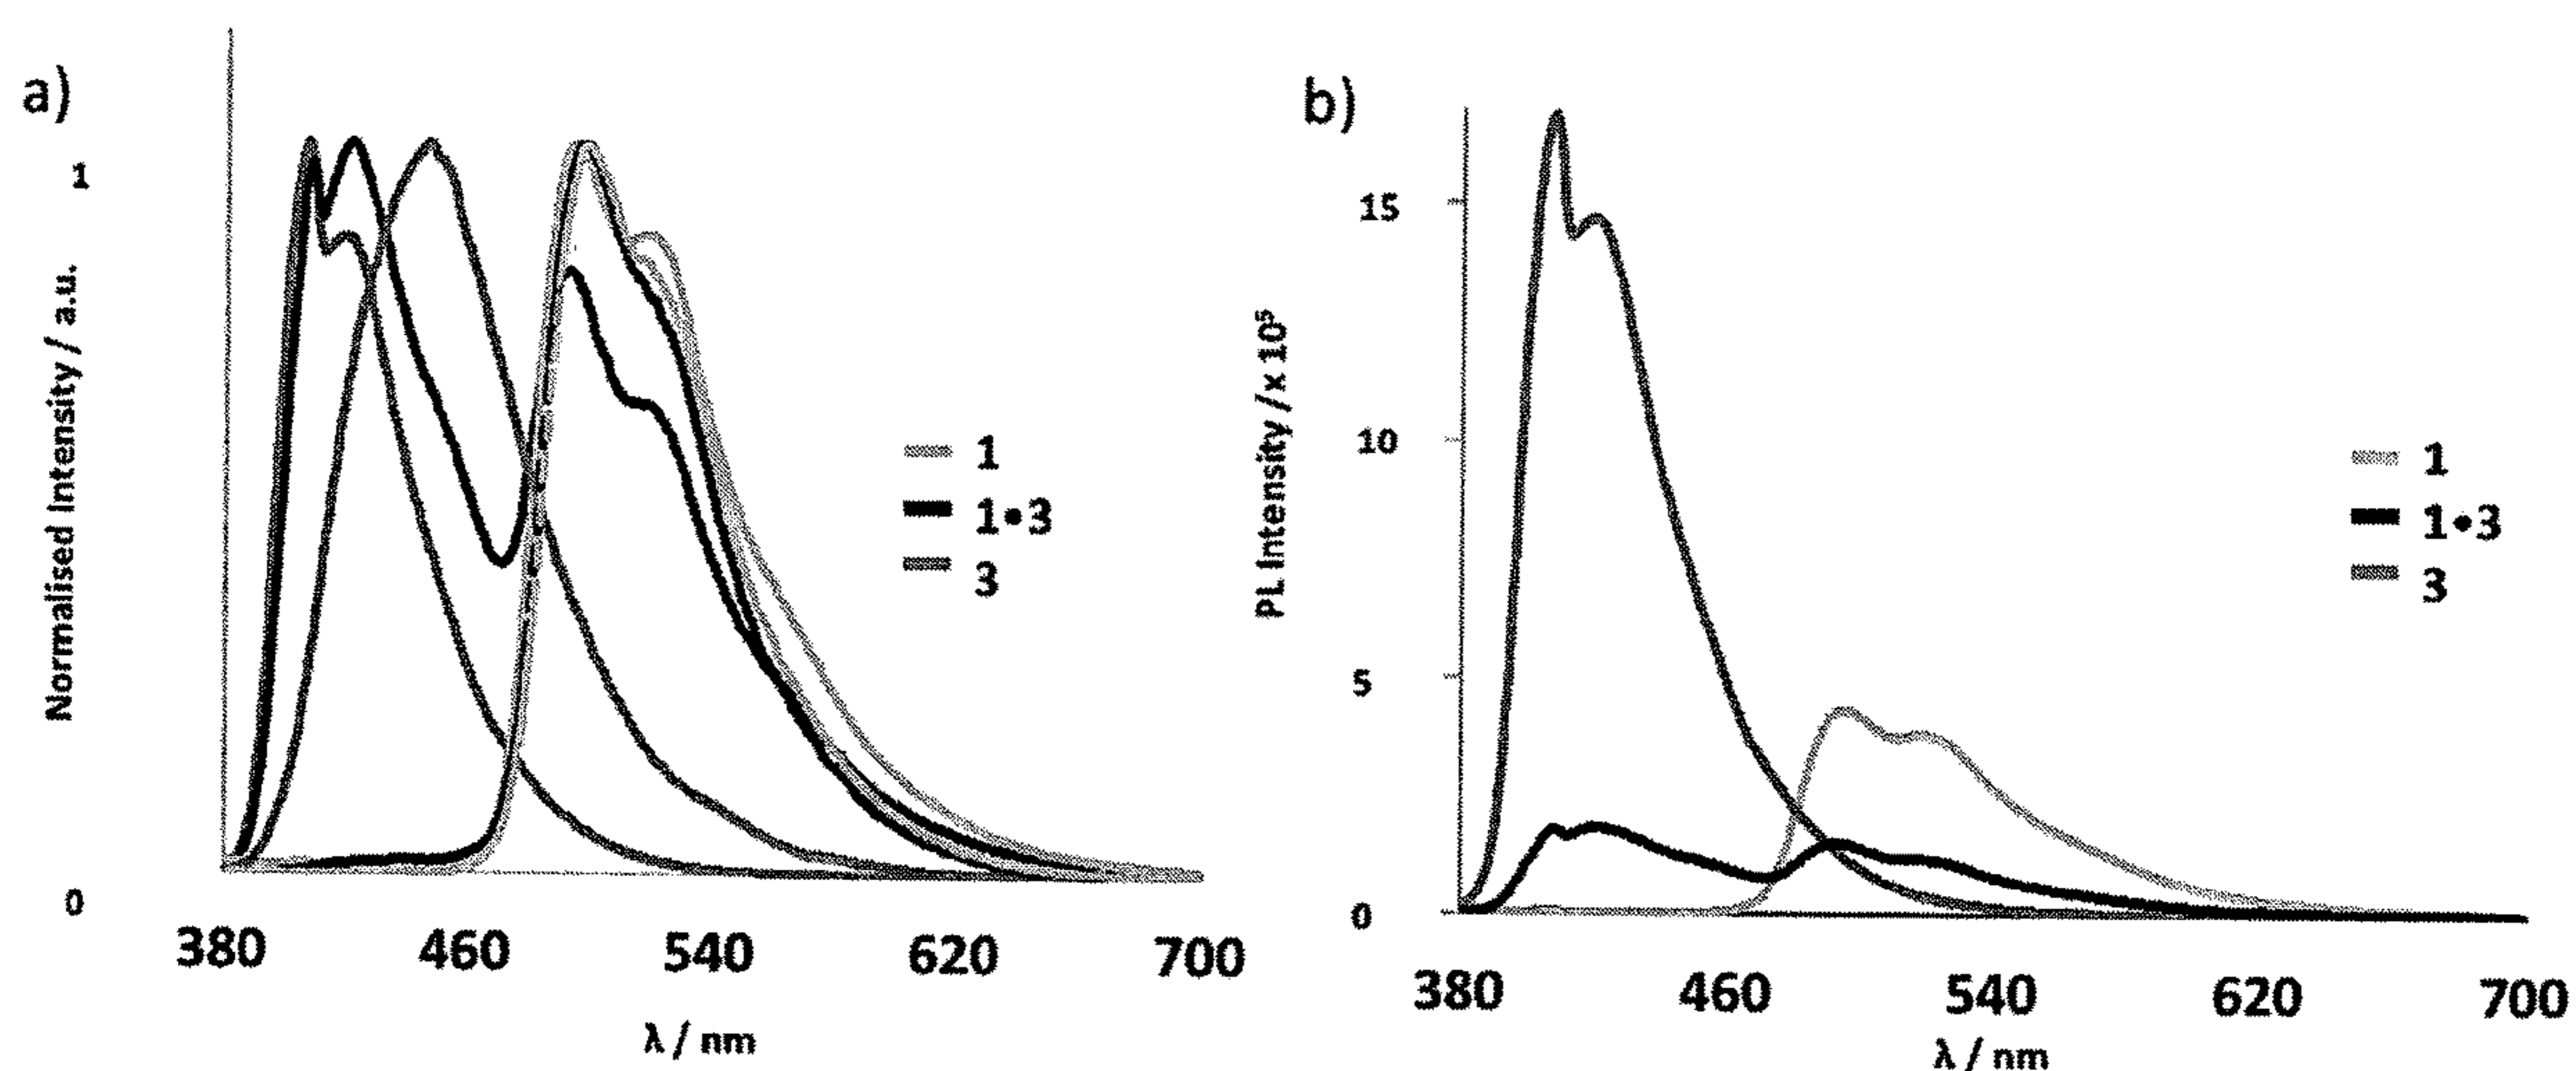 a)
1
0
Normalised Intensity / a.u.
380 460 540 620 700
λ / nm
1
1•3
3
b)
15
10
5
0
PL Intensity / x 10⁵
380 460 540 620 700
λ / nm
1
1•3
3